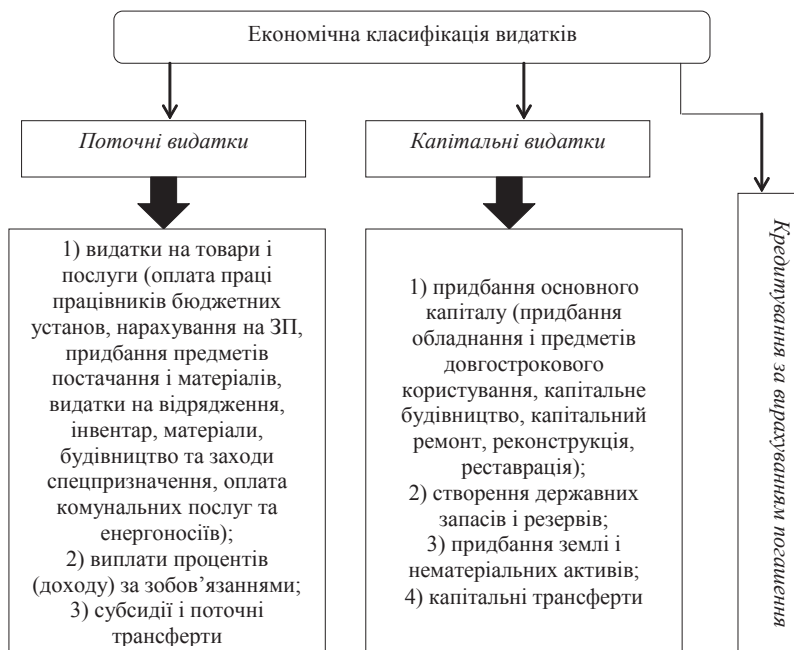 Економічна класифікація видатків
Поточні видатки
Капітальні видатки
1) видатки на товари і
послуги (оплата праці
працівників бюджетних
установ, нарахування на ЗП,
придбання предметів
постачання і матеріалів,
видатки на відрядження,
інвентар, матеріали,
будівництво та заходи
спецпризначення, оплата
комунальних послуг та
енергоносіїв);
2) виплати процентів
(доходу) за зобов’язаннями;
3) субсидії і поточні
трансферти
1) придбання основного
капіталу (придбання
обладнання і предметів
довгострокового
користування, капітальне
будівництво, капітальний
ремонт, реконструкція,
реставрація);
2) створення державних
запасів і резервів;
3) придбання землі і
нематеріальних активів;
4) капітальні трансферти
Кредитування за вирахуванням погашення